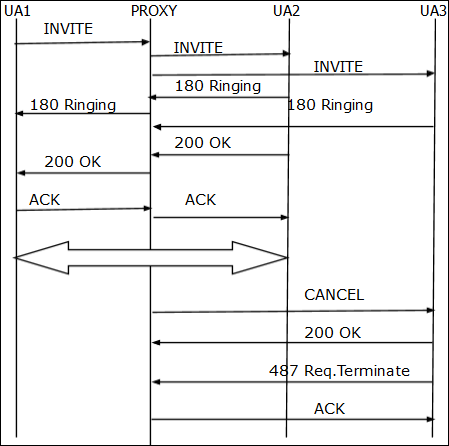 UA1 PROXY UA2 UA3
INVITE
INVITE
INVITE
180 Ringing
180 Ringing 180 Ringing
200 OK
200 OK
ACK ACK
CANCEL
200 OK
487 Req.Terminate
ACK